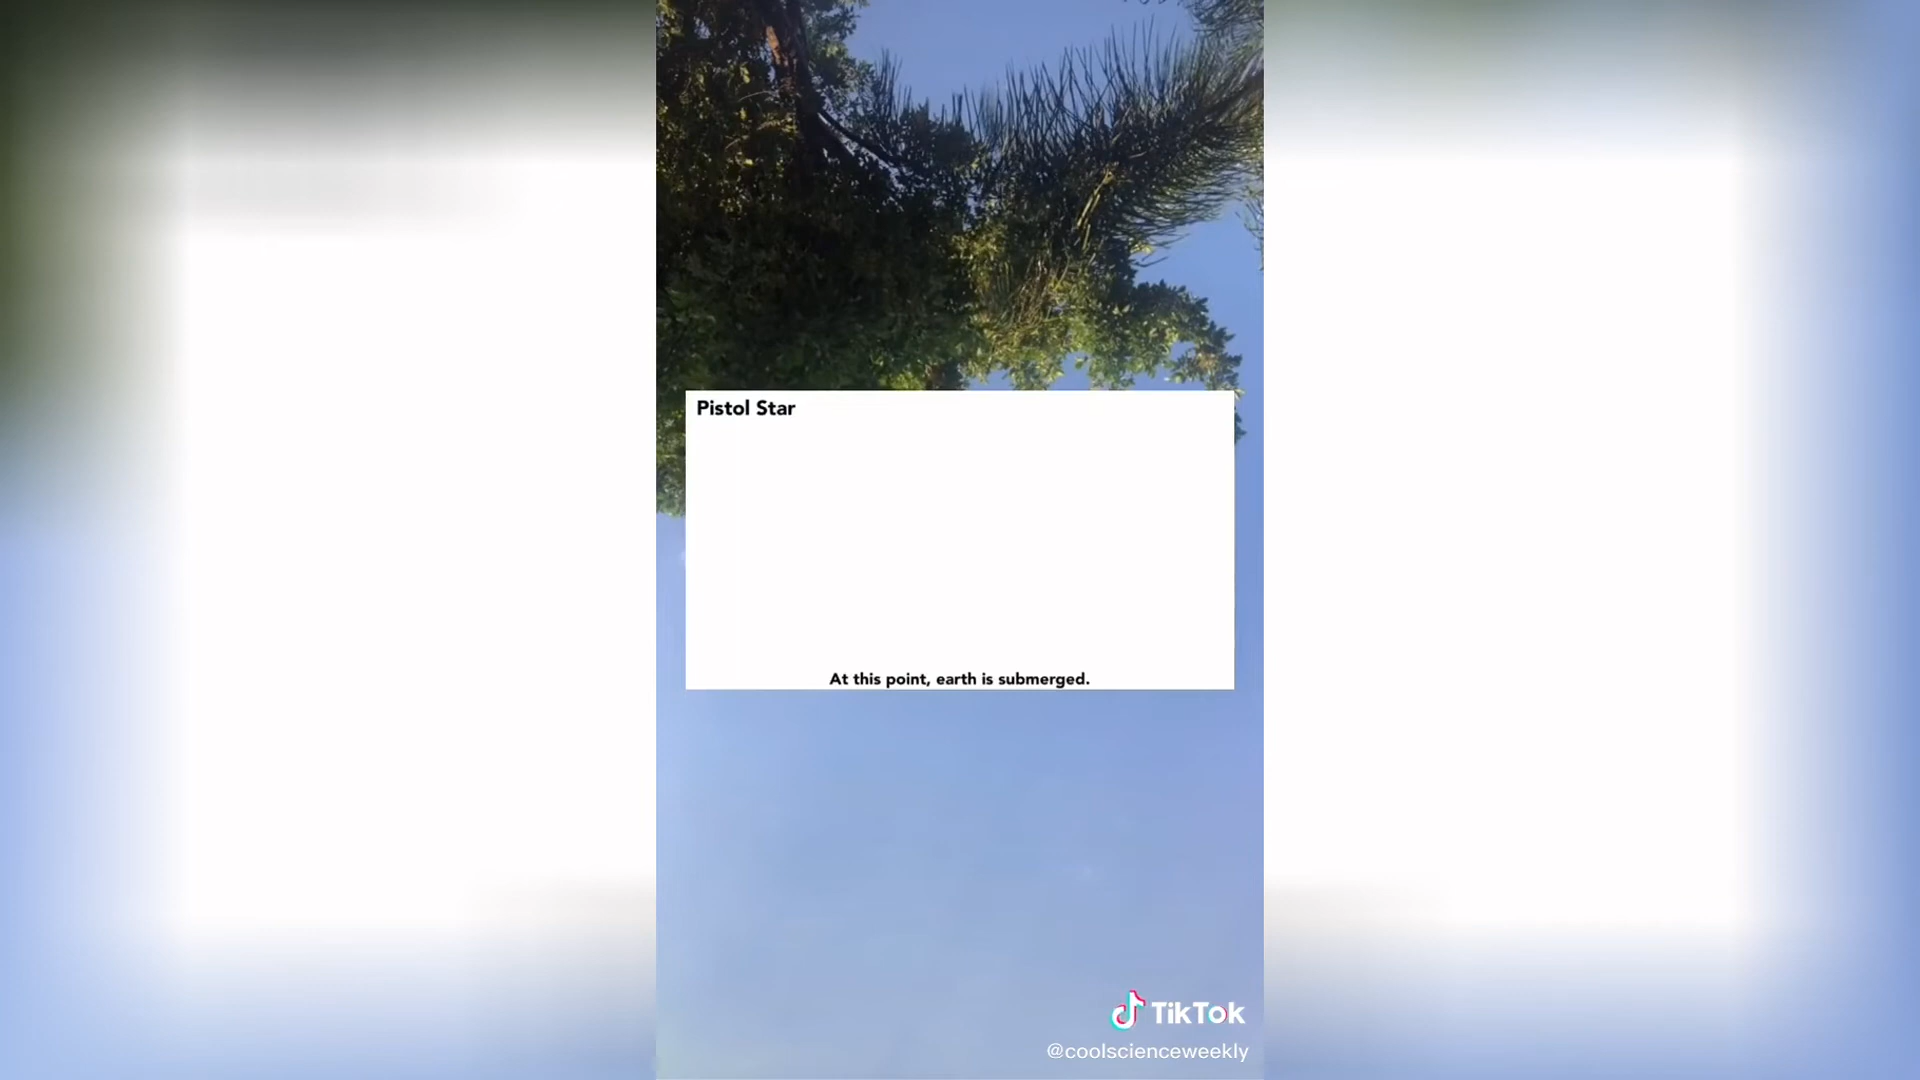 Pistol Star
At this point, earth is submerged.
TikTok
@coolscienceweekly